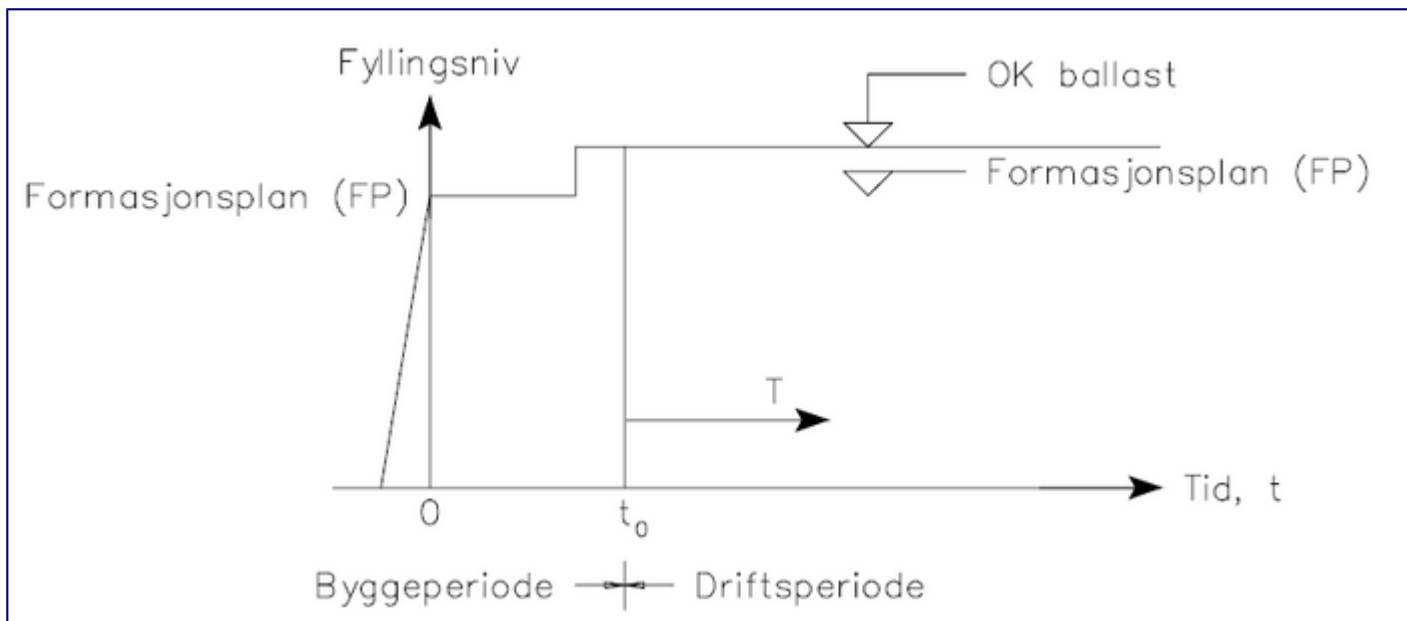 Fyllingsniv
OK ballast
Formasjonsplan (FP)
Formasjonsplan (FP)
T
Tid, t
0
t₀
Byggeperiode
Driftsperiode